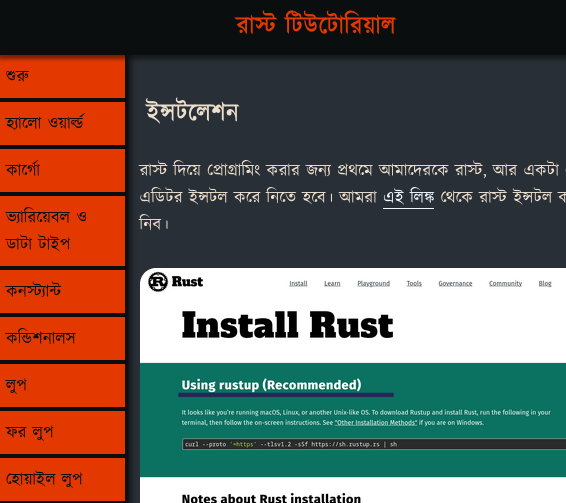 রাস্ট টিউটোরিয়াল
শুরু
হ্যালো ওয়ার্ল্ড
কার্গো
ভ্যারিয়েবল ও
ডাটা টাইপ
কনস্ট্যান্ট
কন্ডিশনালস
লুপ
ফর লুপ
হোয়াইল লুপ
ইন্সটলেশন
রাস্ট দিয়ে প্রোগ্রামিং করার জন্য প্রথমে আমাদেরকে রাস্ট, আর একটা
এডিটর ইন্সটল করে নিতে হবে। আমরা এই লিঙ্ক থেকে রাস্ট ইন্সটল ক
নিব।
Rust
Install Learn Playground Tools Governance Community Blog
Install Rust
Using rustup (Recommended)
It looks like you're running macOS, Linux, or another Unix-like OS. To download Rustup and install Rust, run the following in your
terminal, then follow the on-screen instructions. See "Other Installation Methods" if you are on Windows.
curl --proto '=https' --tlsv1.2 -sSf https://sh.rustup.rs | sh
Notes about Rust installation